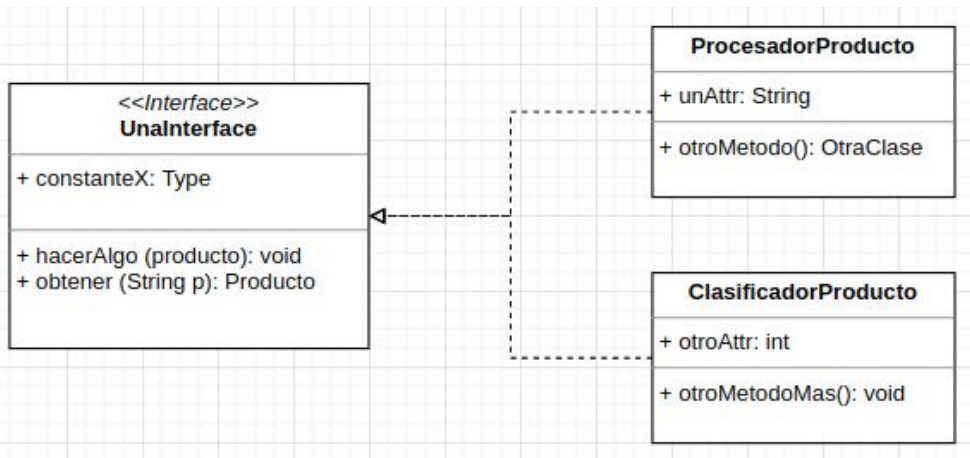 <<Interface>>
UnaInterface
+ constanteX: Type
+ hacerAlgo (producto): void
+ obtener (String p): Producto
ProcesadorProducto
+ unAttr: String
+ otroMetodo(): OtraClase
ClasificadorProducto
+ otroAttr: int
+ otroMetodoMas(): void